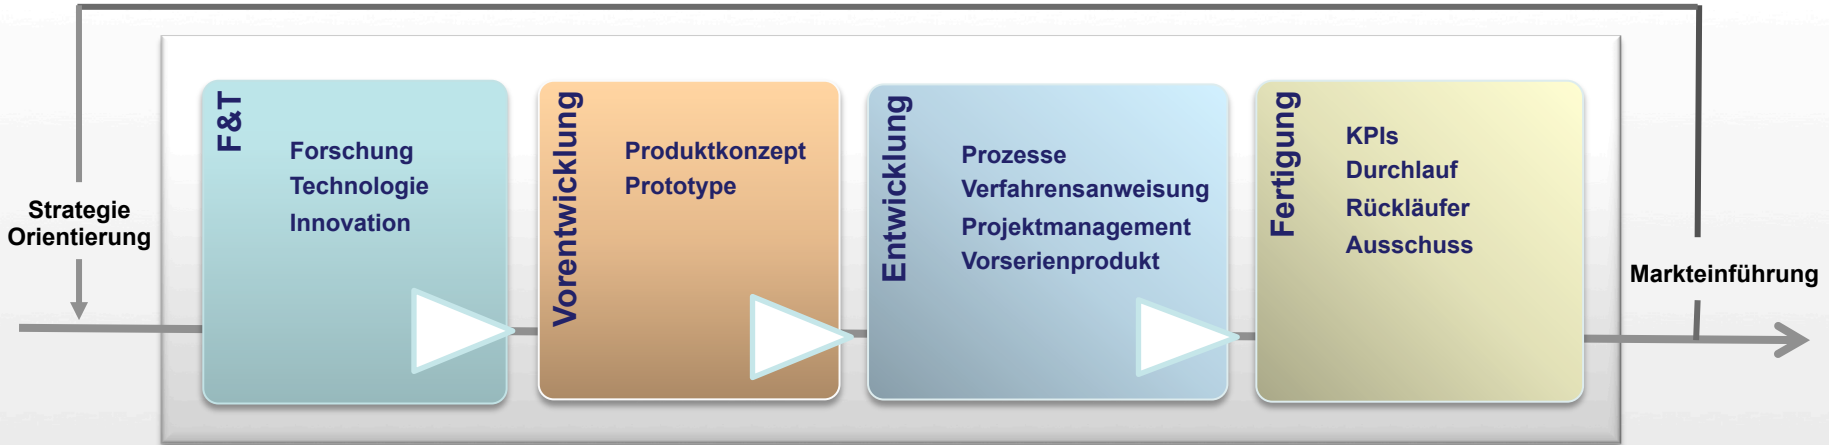 Strategie
Orientierung
F&T
Forschung
Technologie
Innovation
Vorentwicklung
Produktkonzept
Prototype
Entwicklung
Prozesse
Verfahrensanweisung
Projektmanagement
Vorserienprodukt
Fertigung
KPIs
Durchlauf
Rückläufer
Ausschuss
Markteinführung